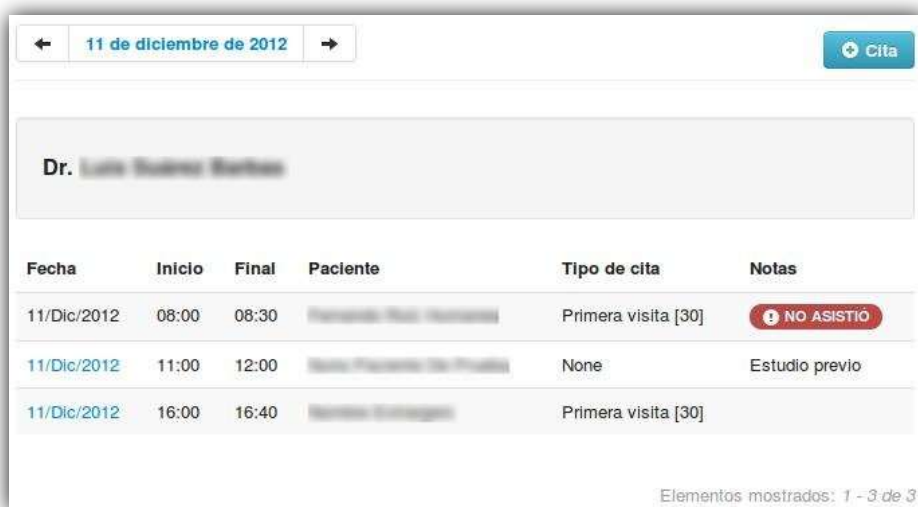 11 de diciembre de 2012
Cita
Dr.
Fecha Inicio Final Paciente Tipo de cita Notas
11/Dic/2012 08:00 08:30 Primera visita [30] NO ASISTIÓ
11/Dic/2012 11:00 12:00 None Estudio previo
11/Dic/2012 16:00 16:40 Primera visita [30]
Elementos mostrados: 1 - 3 de 3